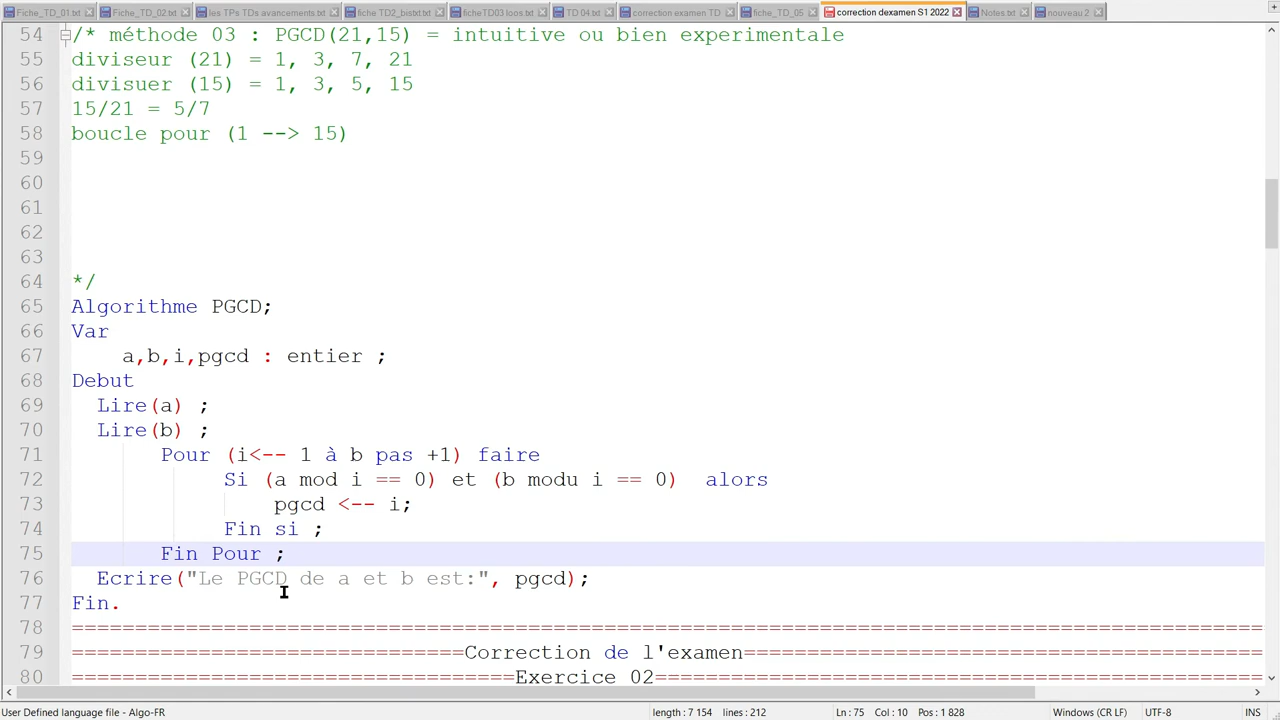 Fiche_TD_01.txt Fiche_TD_02.txt les TPs TDs avancements.txt fiche TD2_bistxt.txt ficheTD03 loos.txt TD 04.txt correction examen TD fiche_TD_05 correction dexamen S1 2022 Notes.txt nouveau 2
54 /* méthode 03 : PGCD(21,15) = intuitive ou bien experimentale
55 diviseur (21) = 1, 3, 7, 21
56 divisuer (15) = 1, 3, 5, 15
57 15/21 = 5/7
58 boucle pour (1 --> 15)
59
60
61
62
63
64 */
65 Algorithme PGCD;
66 Var
67 a,b,i,pgcd : entier ;
68 Debut
69 Lire(a) ;
70 Lire(b) ;
71 Pour (i<-- 1 à b pas +1) faire
72 Si (a mod i == 0) et (b modu i == 0) alors
73 pgcd <-- i;
74 Fin si ;
75 Fin Pour ;
76 Ecrire("Le PGCD de a et b est:", pgcd);
77 Fin.
78 ==============================================================================================
79 ===============================Correction de l'examen=========================================
80 ===================================Exercice 02================================================
User Defined language file - Algo-FR length : 7 154 lines : 212 Ln : 75 Col : 10 Pos : 1 828 Windows (CR LF) UTF-8 INS